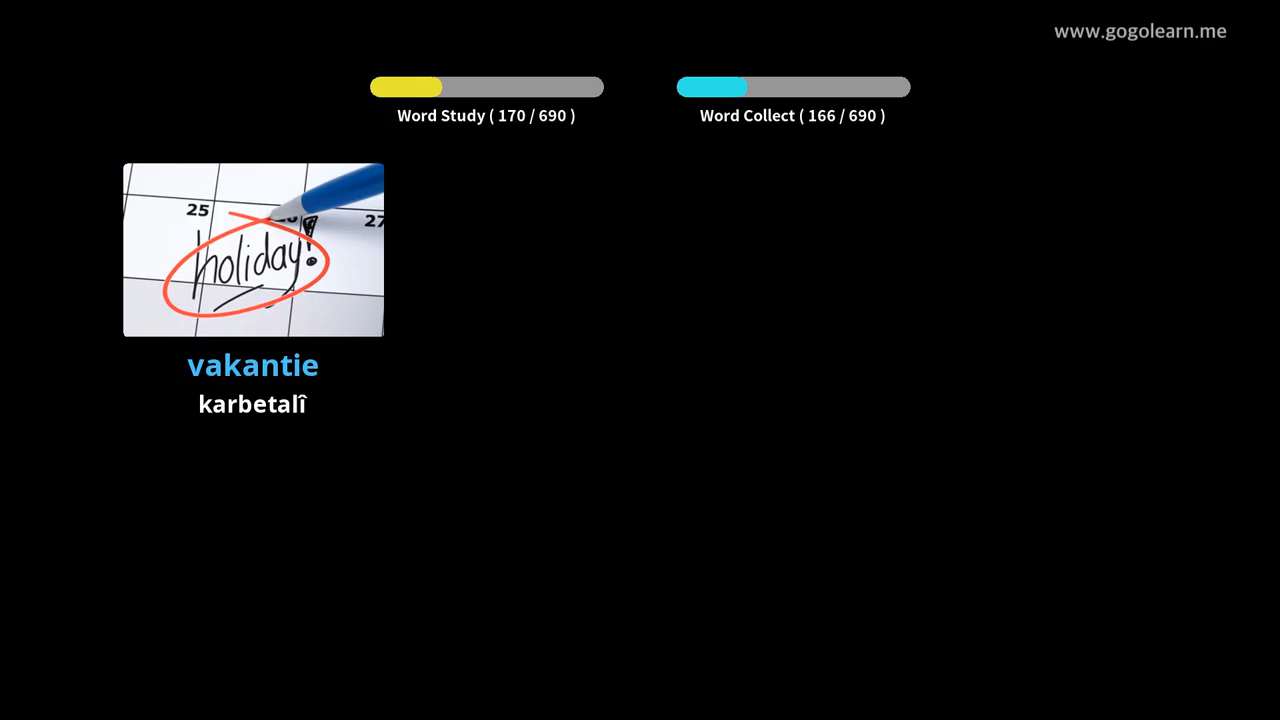 www.gogolearn.me
Word Study ( 170 / 690 )
Word Collect ( 166 / 690 )
25
27
holiday!
vakantie
karbetalî